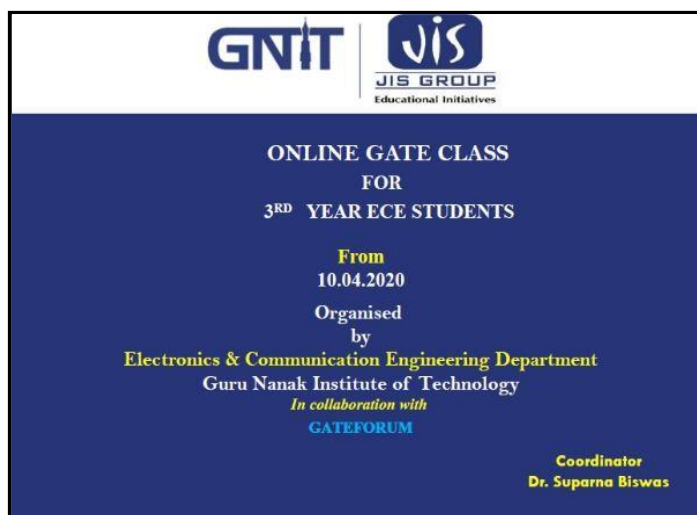 GNIT
JIS
JIS GROUP
Educational Initiatives
ONLINE GATE CLASS
FOR
3RD YEAR ECE STUDENTS
From
10.04.2020
Organised
by
Electronics & Communication Engineering Department
Guru Nanak Institute of Technology
In collaboration with
GATEFORUM
Coordinator
Dr. Suparna Biswas